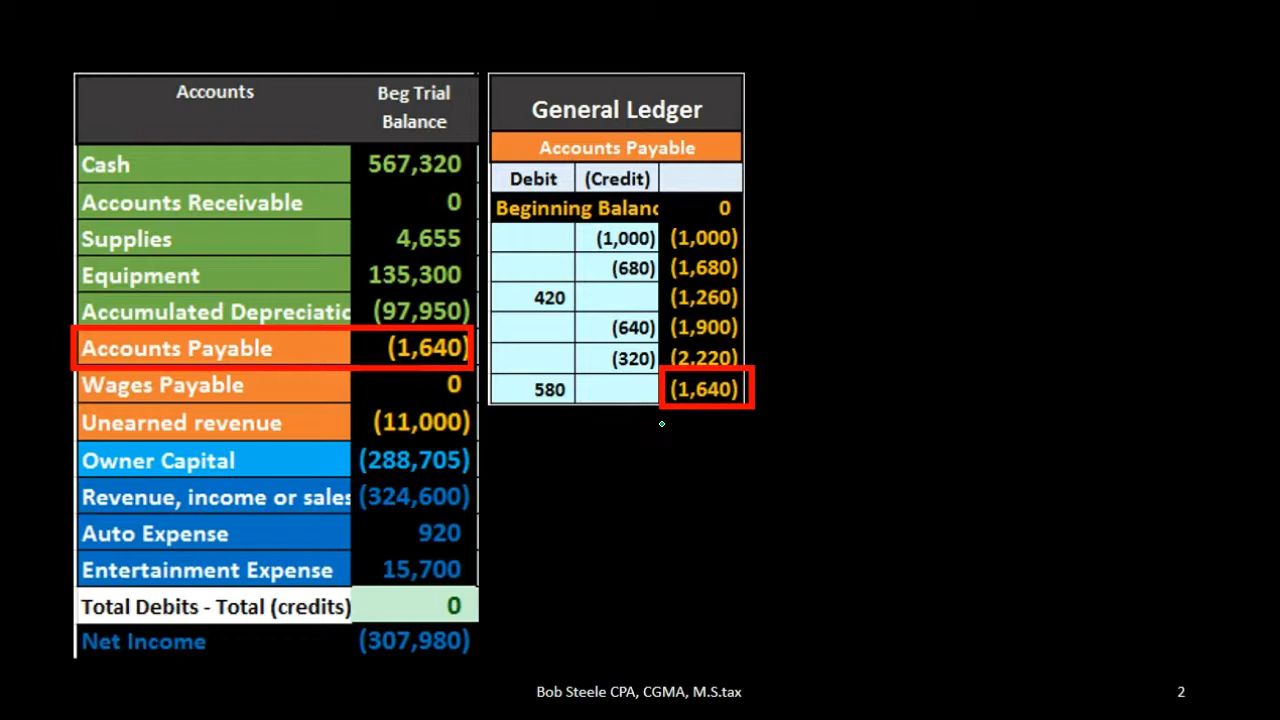 Accounts
Beg Trial
Balance
Cash 567,320
Accounts Receivable 0
Supplies 4,655
Equipment 135,300
Accumulated Depreciatio (97,950)
Accounts Payable (1,640)
Wages Payable 0
Unearned revenue (11,000)
Owner Capital (288,705)
Revenue, income or sales (324,600)
Auto Expense 920
Entertainment Expense 15,700
Total Debits - Total (credits) 0
Net Income (307,980)
General Ledger
Accounts Payable
Debit (Credit)
Beginning Balanc 0
(1,000) (1,000)
(680) (1,680)
420 (1,260)
(640) (1,900)
(320) (2,220)
580 (1,640)
Bob Steele CPA, CGMA, M.S.tax 2